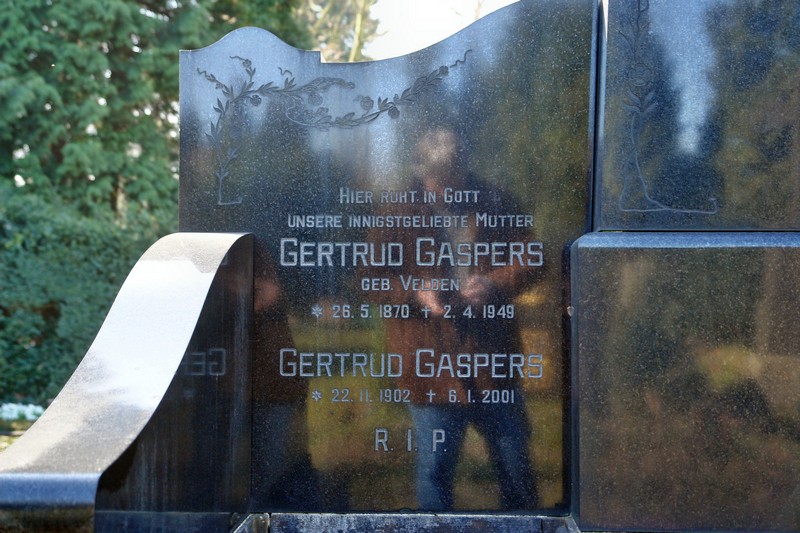 Hier ruht in Gott
unsere innigstgeliebte Mutter
Gertrud Gaspers
geb. Velden
* 26. 5. 1870 ✝ 2. 4. 1949
Gertrud Gaspers
* 22. 11. 1902 ✝ 6. 1. 2001
R. I. P.